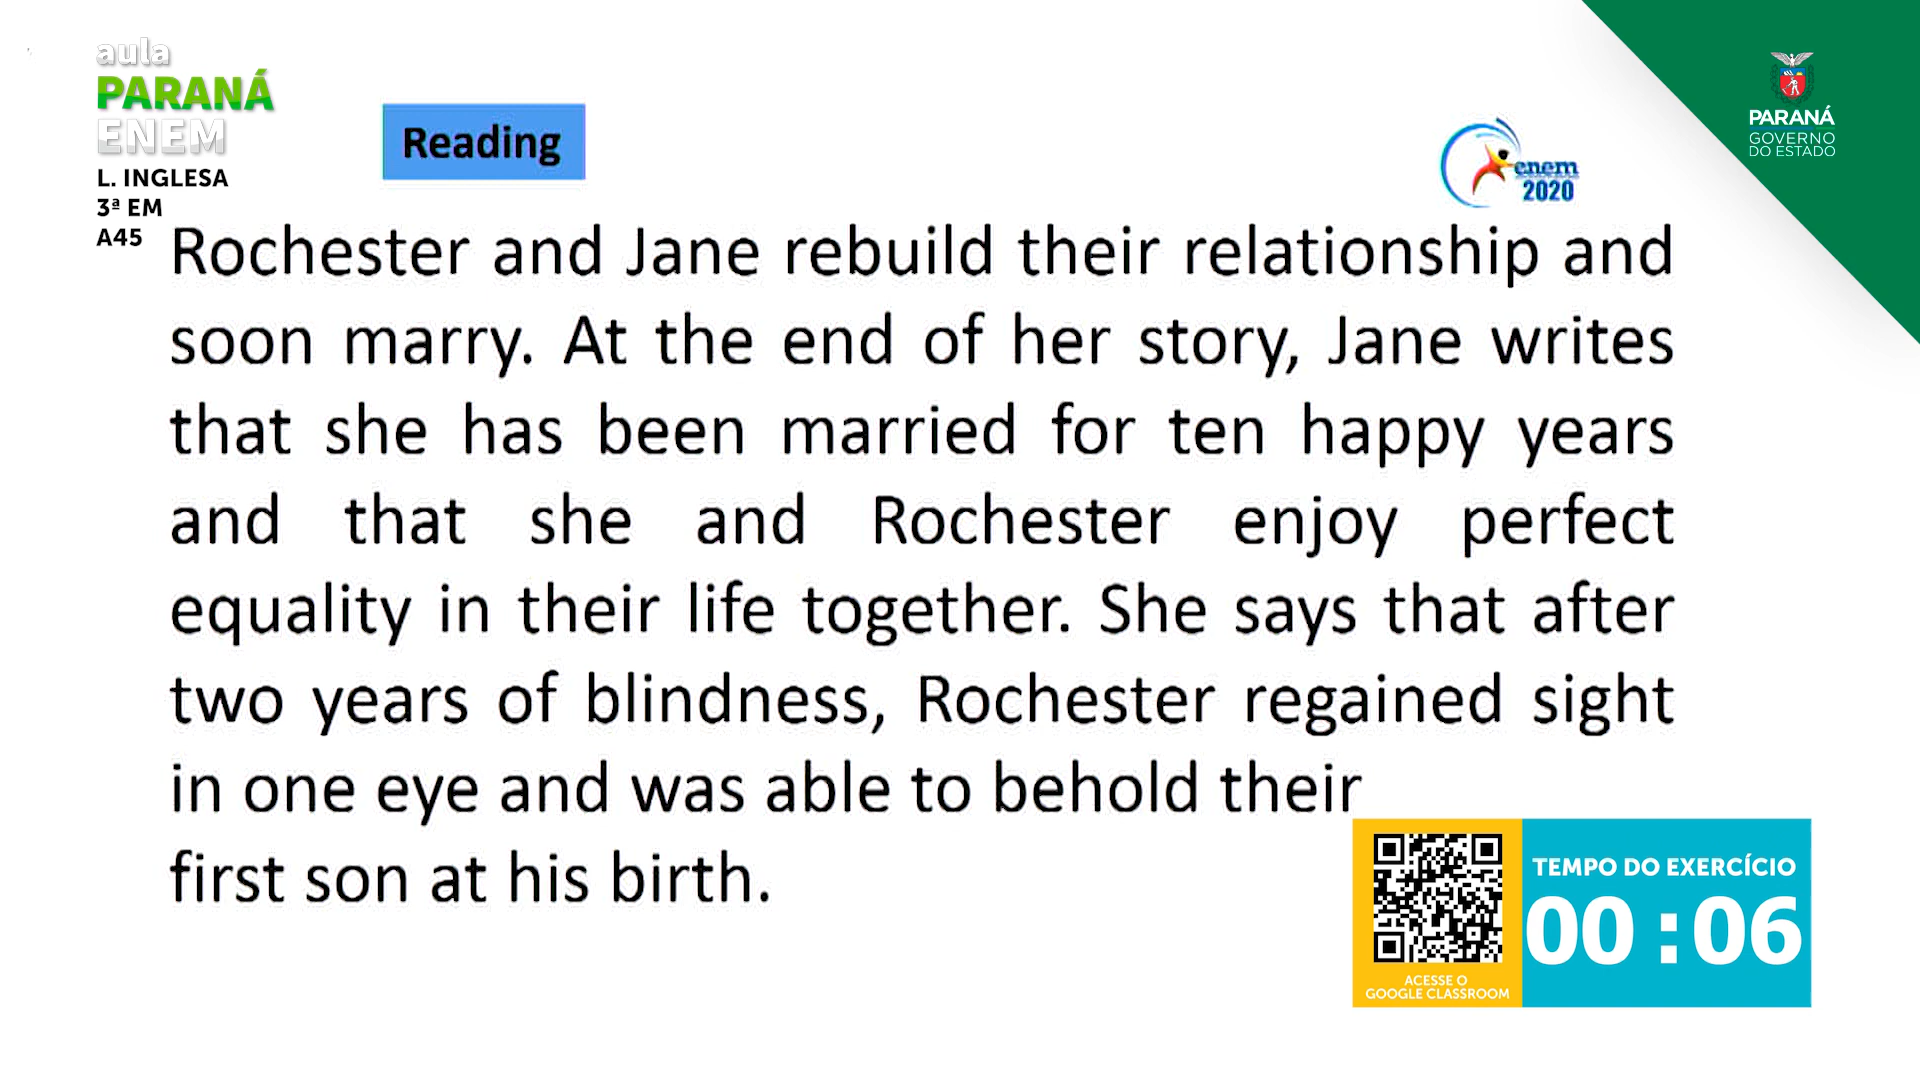 aula
PARANÁ
ENEM
L. INGLESA
3ª EM
A45
Reading
enem
2020
PARANÁ
GOVERNO
DO ESTADO
Rochester and Jane rebuild their relationship and
soon marry. At the end of her story, Jane writes
that she has been married for ten happy years
and that she and Rochester enjoy perfect
equality in their life together. She says that after
two years of blindness, Rochester regained sight
in one eye and was able to behold their
first son at his birth.
ACESSE O
GOOGLE CLASSROOM
TEMPO DO EXERCÍCIO
00:06